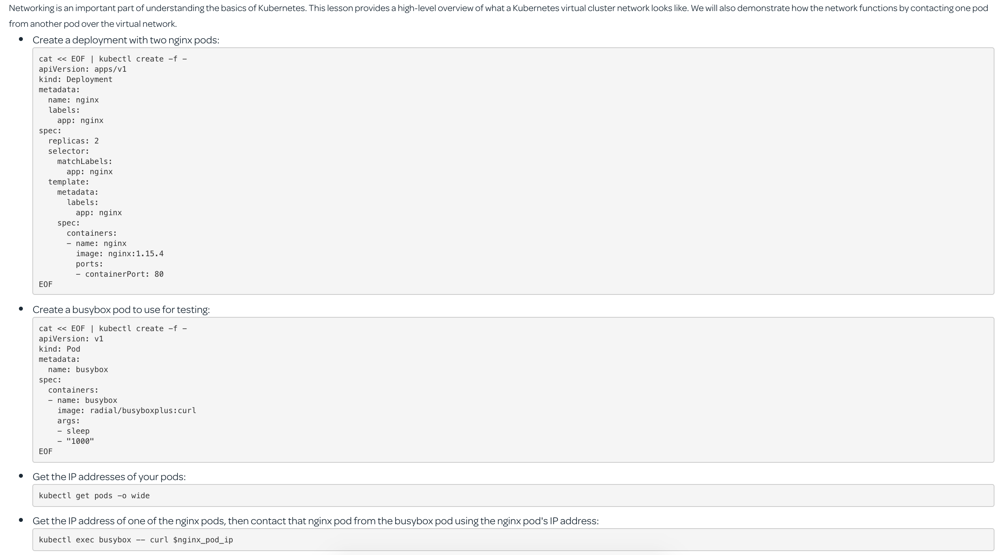 Networking is an important part of understanding the basics of Kubernetes. This lesson provides a high-level overview of what a Kubernetes virtual cluster network looks like. We will also demonstrate how the network functions by contacting one pod
from another pod over the virtual network.
• Create a deployment with two nginx pods:
cat << EOF | kubectl create -f -
apiVersion: apps/v1
kind: Deployment
metadata:
  name: nginx
  labels:
    app: nginx
spec:
  replicas: 2
  selector:
    matchLabels:
      app: nginx
  template:
    metadata:
      labels:
        app: nginx
    spec:
      containers:
      - name: nginx
        image: nginx:1.15.4
        ports:
        - containerPort: 80
EOF
• Create a busybox pod to use for testing:
cat << EOF | kubectl create -f -
apiVersion: v1
kind: Pod
metadata:
  name: busybox
spec:
  containers:
  - name: busybox
    image: radial/busyboxplus:curl
    args:
    - sleep
    - "1000"
EOF
• Get the IP addresses of your pods:
kubectl get pods -o wide
• Get the IP address of one of the nginx pods, then contact that nginx pod from the busybox pod using the nginx pod's IP address:
kubectl exec busybox -- curl $nginx_pod_ip